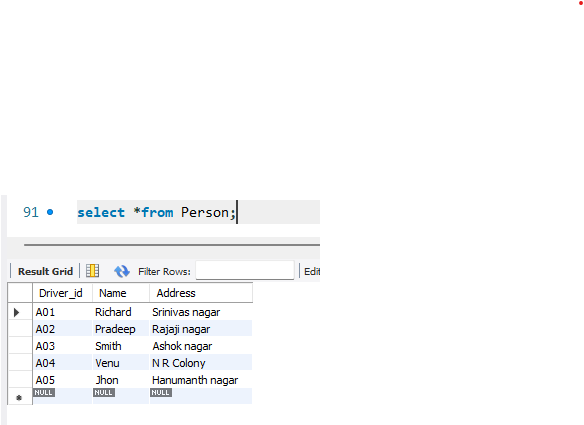 91 select *from Person;
Result Grid Filter Rows: Edit
Driver_id Name Address
A01 Richard Srinivas nagar
A02 Pradeep Rajaji nagar
A03 Smith Ashok nagar
A04 Venu N R Colony
A05 Jhon Hanumanth nagar
NULL NULL NULL